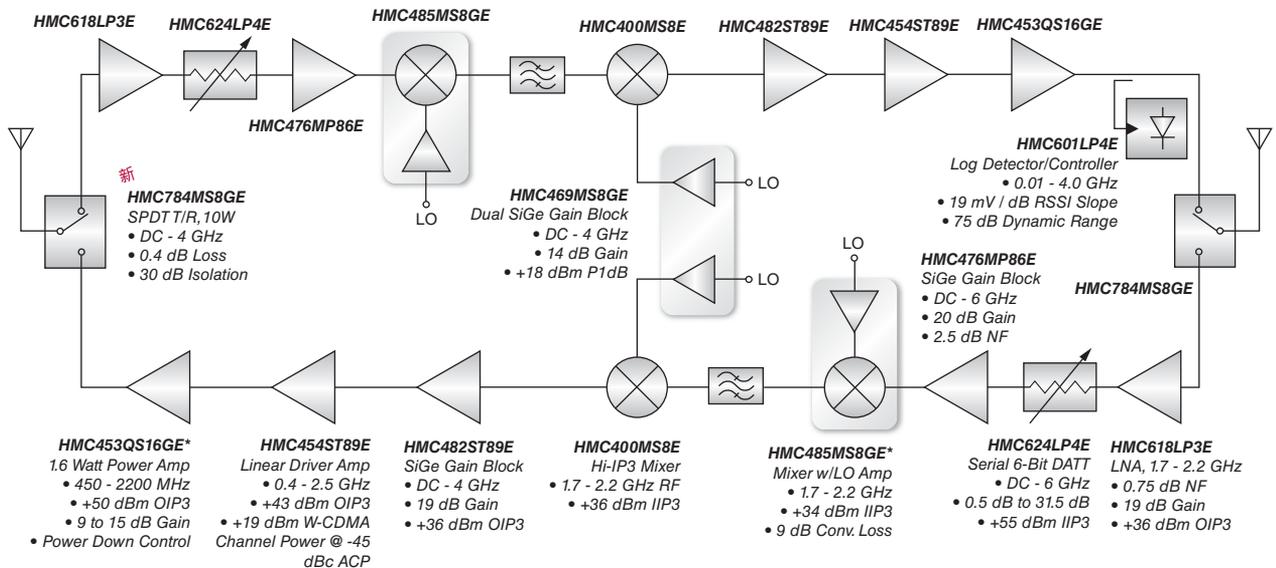 HMC618LP3E
HMC624LP4E
HMC476MP86E
HMC485MS8GE
LO
HMC400MS8E
HMC482ST89E
HMC454ST89E
HMC453QS16GE
新
HMC784MS8GE
SPDT T/R, 10W
• DC - 4 GHz
• 0.4 dB Loss
• 30 dB Isolation
HMC469MS8GE
Dual SiGe Gain Block
• DC - 4 GHz
• 14 dB Gain
• +18 dBm P1dB
LO
LO
HMC601LP4E
Log Detector/Controller
• 0.01 - 4.0 GHz
• 19 mV / dB RSSI Slope
• 75 dB Dynamic Range
LO
HMC476MP86E
SiGe Gain Block
• DC - 6 GHz
• 20 dB Gain
• 2.5 dB NF
HMC784MS8GE
HMC453QS16GE*
1.6 Watt Power Amp
• 450 - 2200 MHz
• +50 dBm OIP3
• 9 to 15 dB Gain
• Power Down Control
HMC454ST89E
Linear Driver Amp
• 0.4 - 2.5 GHz
• +43 dBm OIP3
• +19 dBm W-CDMA
Channel Power @ -45
dBc ACP
HMC482ST89E
SiGe Gain Block
• DC - 4 GHz
• 19 dB Gain
• +36 dBm OIP3
HMC400MS8E
Hi-IP3 Mixer
• 1.7 - 2.2 GHz RF
• +36 dBm IIP3
HMC485MS8GE*
Mixer w/LO Amp
• 1.7 - 2.2 GHz
• +34 dBm IIP3
• 9 dB Conv. Loss
HMC624LP4E
Serial 6-Bit DATT
• DC - 6 GHz
• 0.5 dB to 31.5 dB
• +55 dBm IIP3
HMC618LP3E
LNA, 1.7 - 2.2 GHz
• 0.75 dB NF
• 19 dB Gain
• +36 dBm OIP3